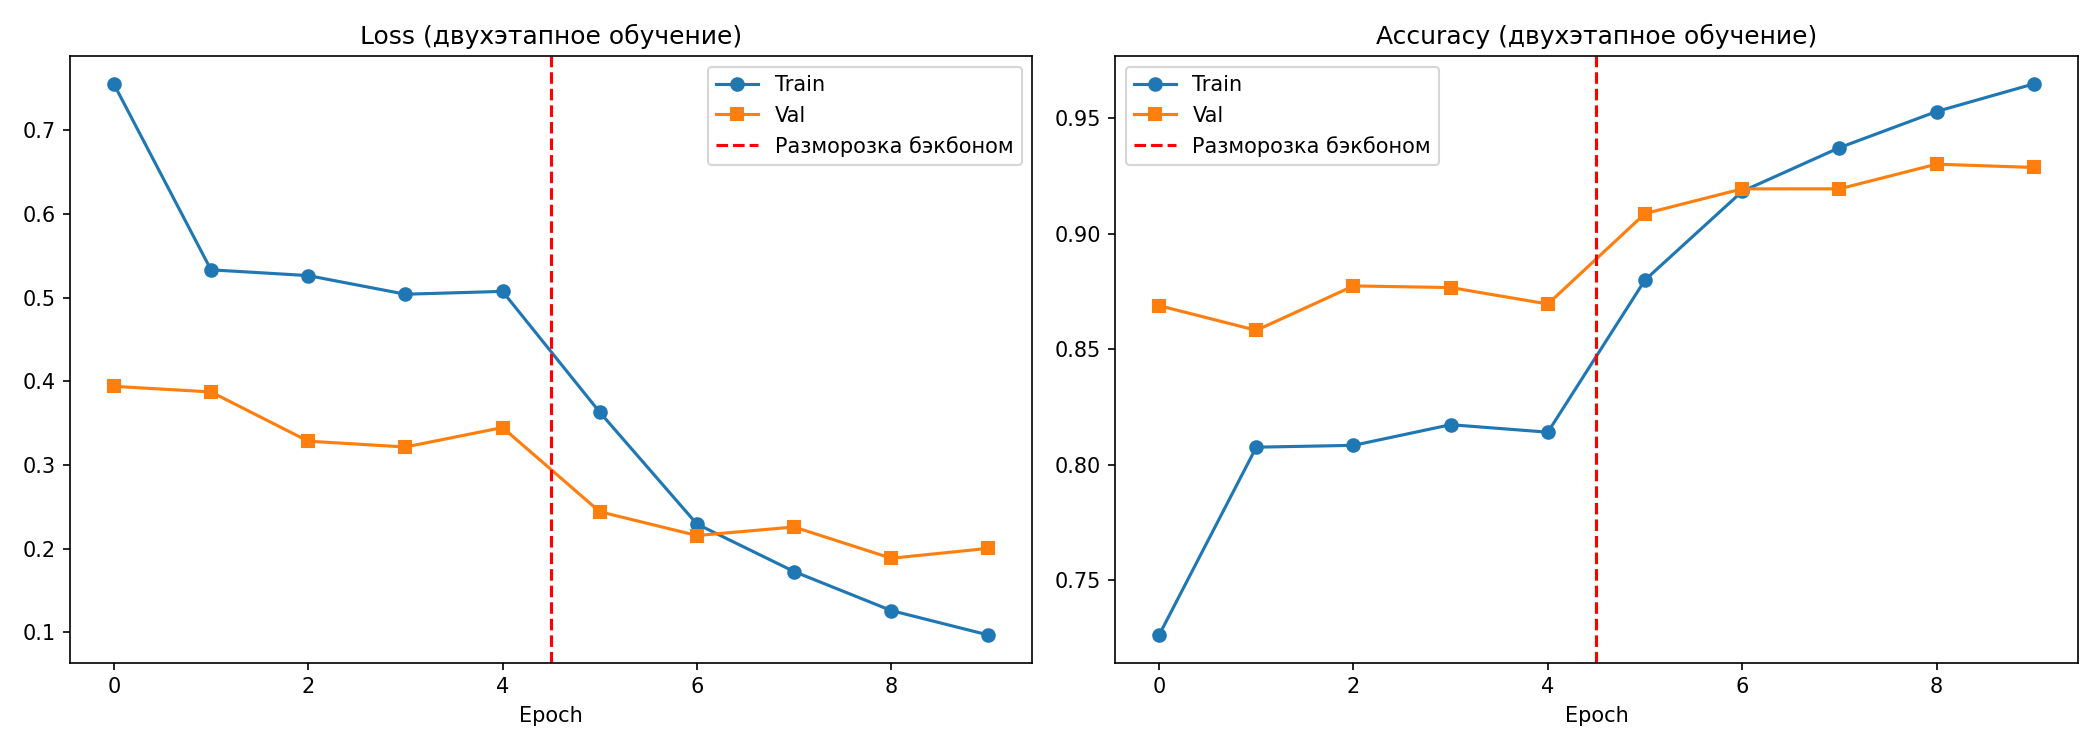 Loss (двухэтапное обучение)
0.7
0.6
0.5
0.4
0.3
0.2
0.1
Train
Val
Разморозка бэкбоном
0 2 4 6 8
Epoch
Accuracy (двухэтапное обучение)
0.95
0.90
0.85
0.80
0.75
Train
Val
Разморозка бэкбоном
0 2 4 6 8
Epoch